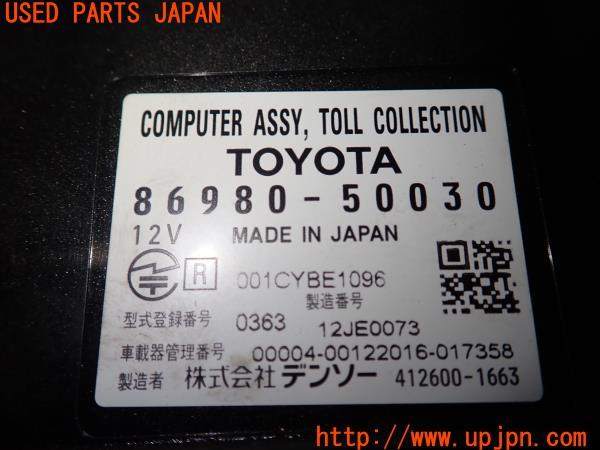 USED PARTS JAPAN
COMPUTER ASSY, TOLL COLLECTION
TOYOTA
86980-50030
12V MADE IN JAPAN
R 001CYBE1096
製造番号
型式登録番号 0363 12JE0073
車載器管理番号 00004-00122016-017358
製造者 株式会社 デンソー 412600-1663
http://www.upjpn.com